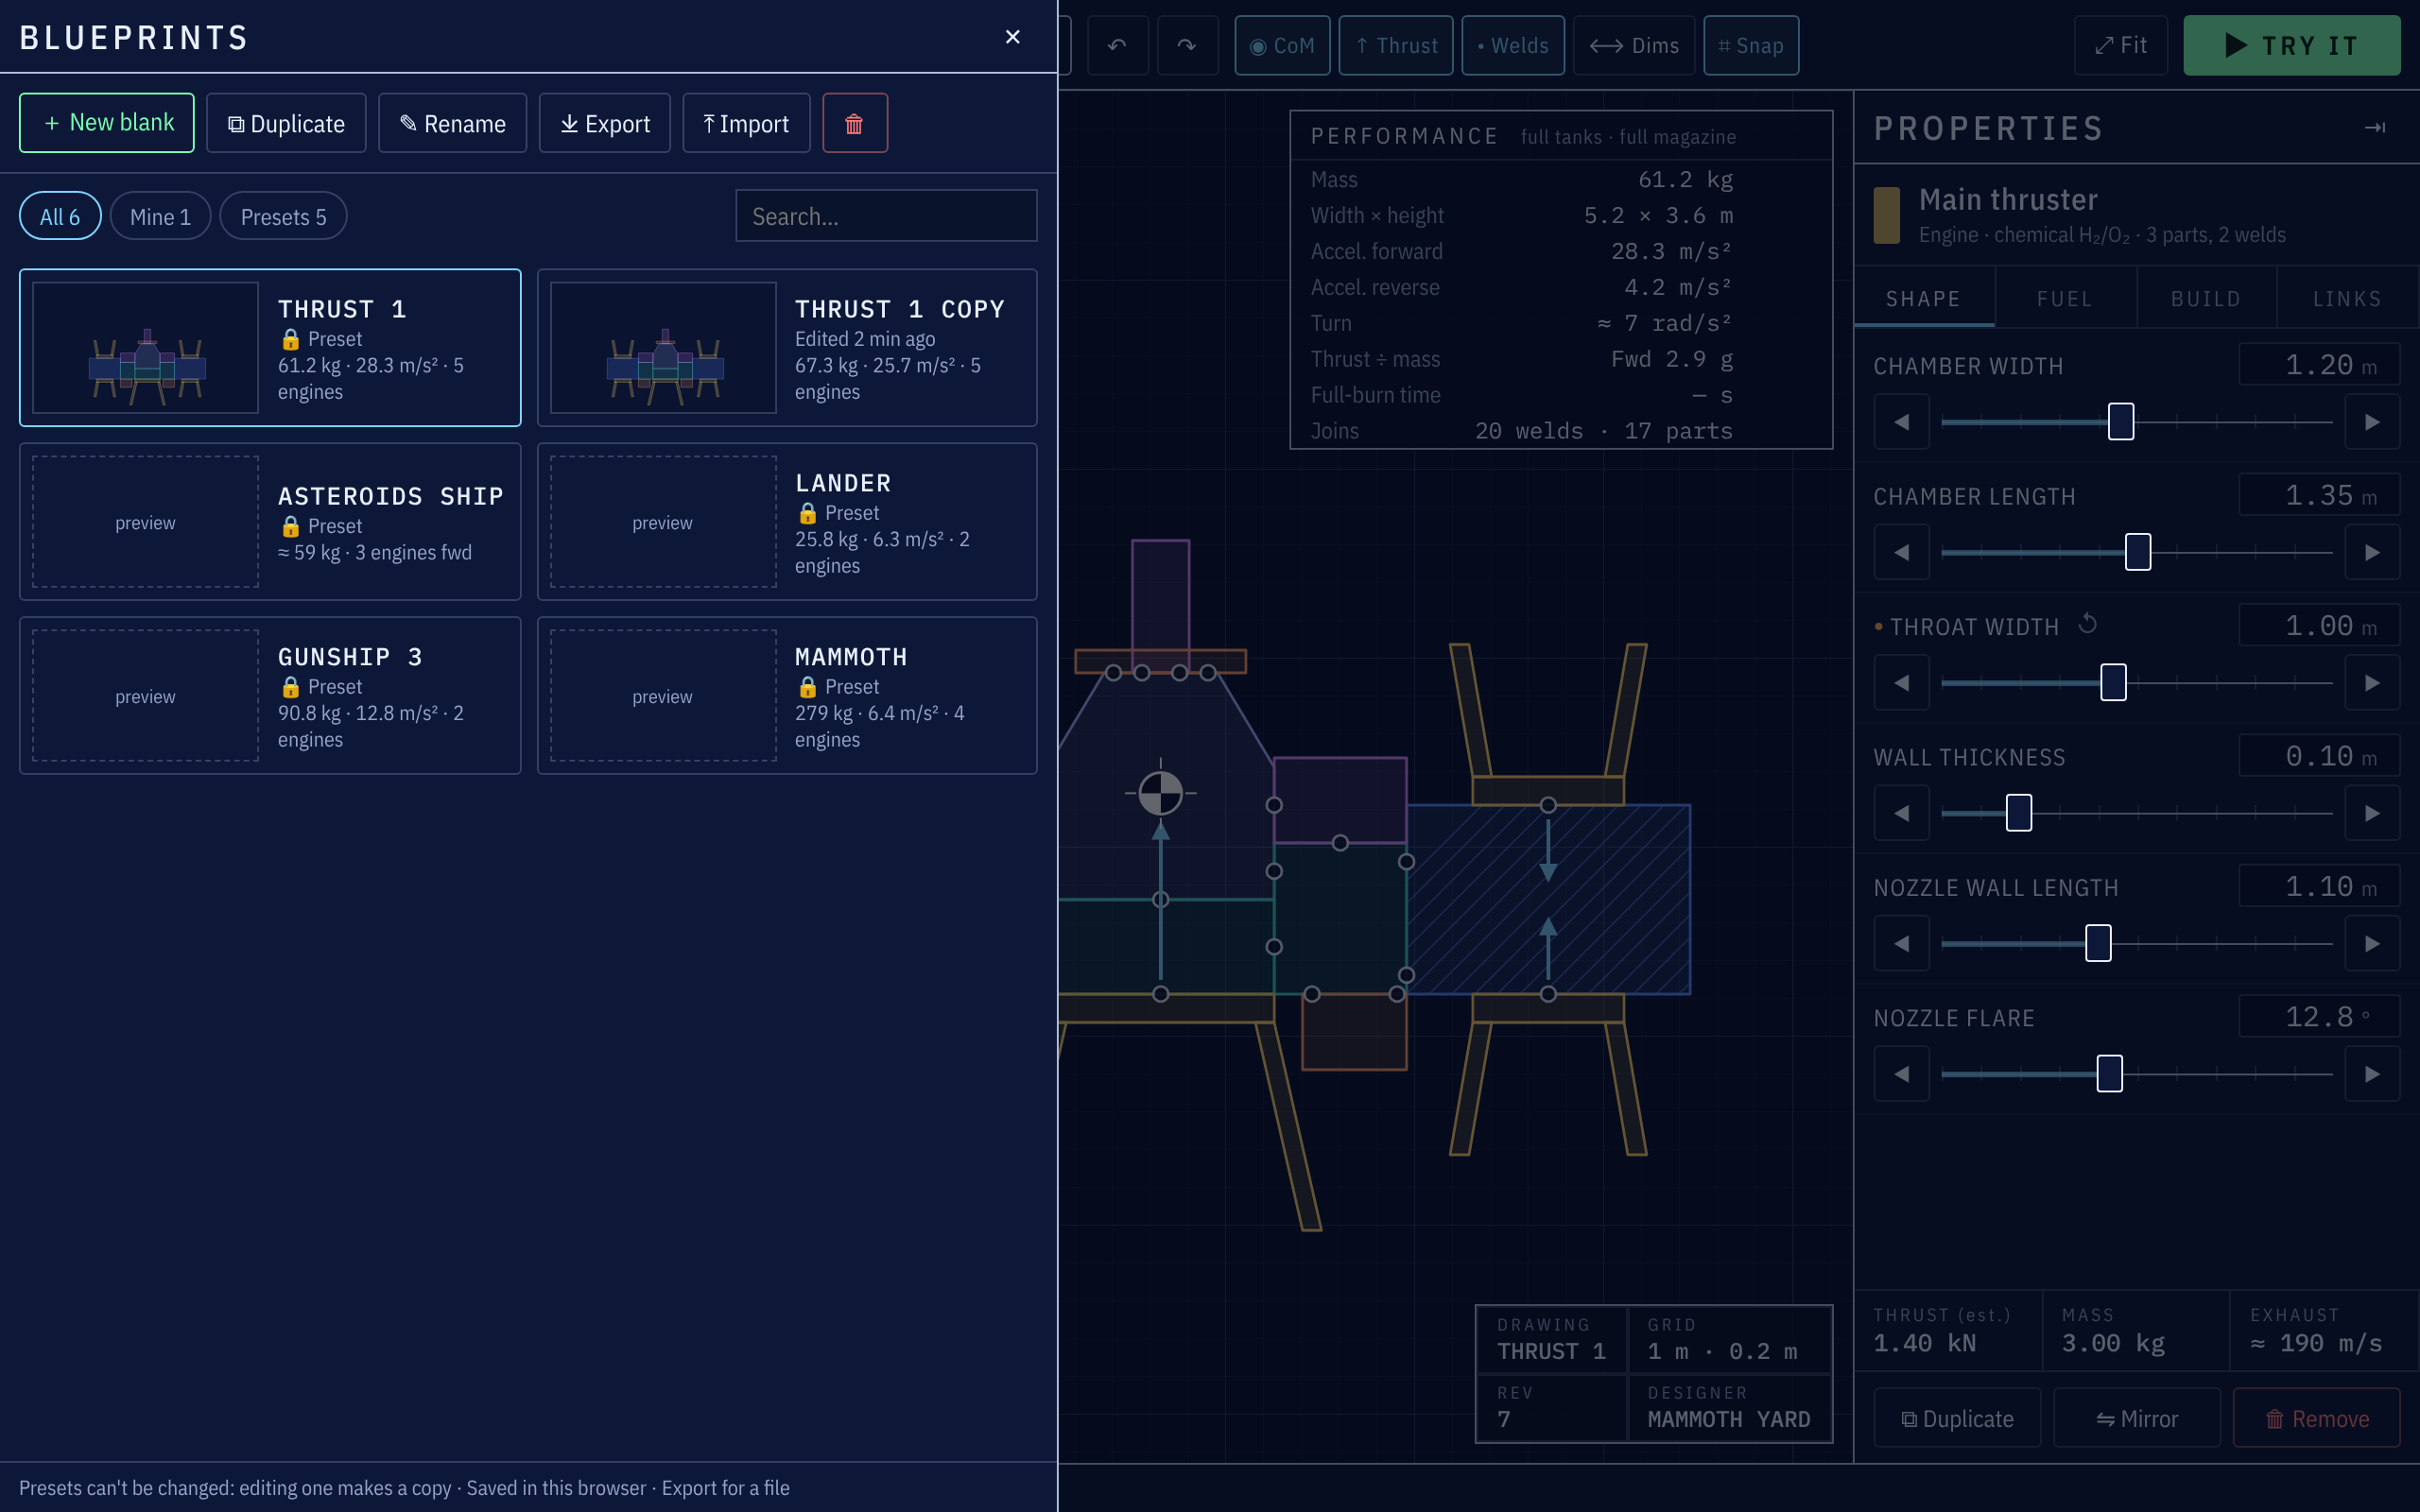 BLUEPRINTS ×
+ New blank
⧉ Duplicate
✎ Rename
Export
Import
All 6
Mine 1
Presets 5
Search...
THRUST 1
🔒 Preset
61.2 kg · 28.3 m/s² · 5
engines
THRUST 1 COPY
Edited 2 min ago
67.3 kg · 25.7 m/s² · 5
engines
preview
ASTEROIDS SHIP
🔒 Preset
≈ 59 kg · 3 engines fwd
preview
LANDER
🔒 Preset
25.8 kg · 6.3 m/s² · 2
engines
preview
GUNSHIP 3
🔒 Preset
90.8 kg · 12.8 m/s² · 2
engines
preview
MAMMOTH
🔒 Preset
279 kg · 6.4 m/s² · 4
engines
Presets can't be changed: editing one makes a copy · Saved in this browser · Export for a file
↶
↷
◉ CoM
↑ Thrust
• Welds
⟷ Dims
⌗ Snap
⤢ Fit
▶ TRY IT
PERFORMANCE full tanks · full magazine
Mass 61.2 kg
Width × height 5.2 × 3.6 m
Accel. forward 28.3 m/s²
Accel. reverse 4.2 m/s²
Turn ≈ 7 rad/s²
Thrust ÷ mass Fwd 2.9 g
Full-burn time — s
Joins 20 welds · 17 parts
DRAWING
THRUST 1
GRID
1 m · 0.2 m
REV
7
DESIGNER
MAMMOTH YARD
PROPERTIES ⇥
Main thruster
Engine · chemical H₂/O₂ · 3 parts, 2 welds
SHAPE
FUEL
BUILD
LINKS
CHAMBER WIDTH 1.20 m
CHAMBER LENGTH 1.35 m
• THROAT WIDTH 1.00 m
WALL THICKNESS 0.10 m
NOZZLE WALL LENGTH 1.10 m
NOZZLE FLARE 12.8 °
THRUST (est.)
1.40 kN
MASS
3.00 kg
EXHAUST
≈ 190 m/s
⧉ Duplicate
⇋ Mirror
Remove